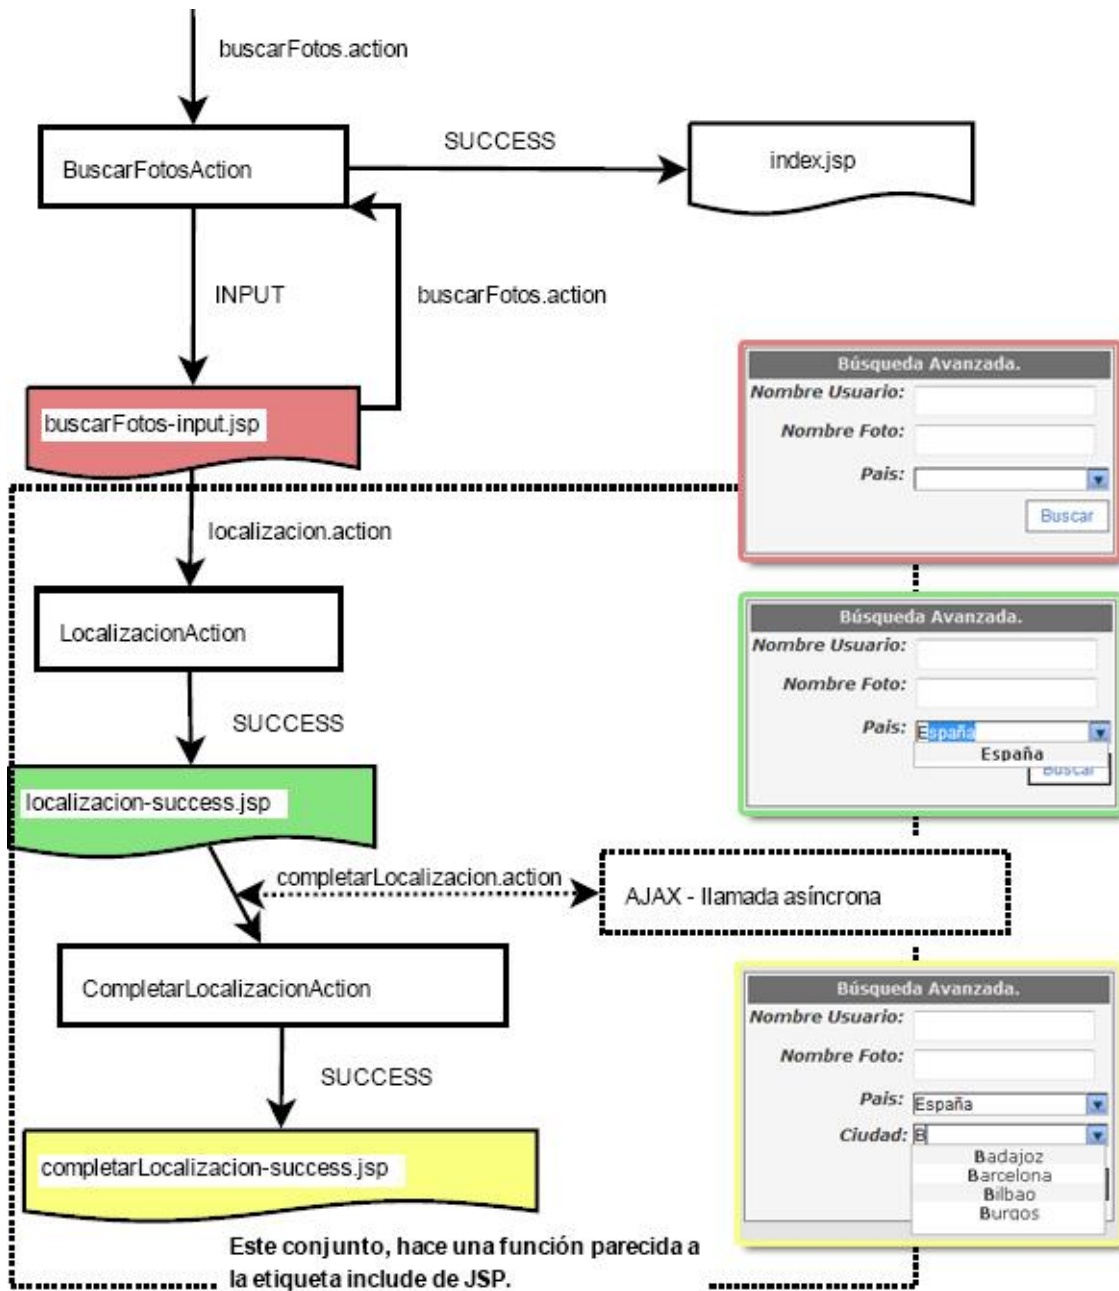 buscarFotos.action
BuscarFotosAction
SUCCESS
index.jsp
INPUT
buscarFotos.action
buscarFotos-input.jsp
localizacion.action
LocalizacionAction
SUCCESS
localizacion-success.jsp
completarLocalizacion.action
AJAX - llamada asíncrona
CompletarLocalizacionAction
SUCCESS
completarLocalizacion-success.jsp
Este conjunto, hace una función parecida a
la etiqueta include de JSP.
Búsqueda Avanzada.
Nombre Usuario:
Nombre Foto:
Pais:
Buscar
Búsqueda Avanzada.
Nombre Usuario:
Nombre Foto:
Pais: España
España
Buscar
Búsqueda Avanzada.
Nombre Usuario:
Nombre Foto:
Pais: España
Ciudad: B
Badajoz
Barcelona
Bilbao
Burgos